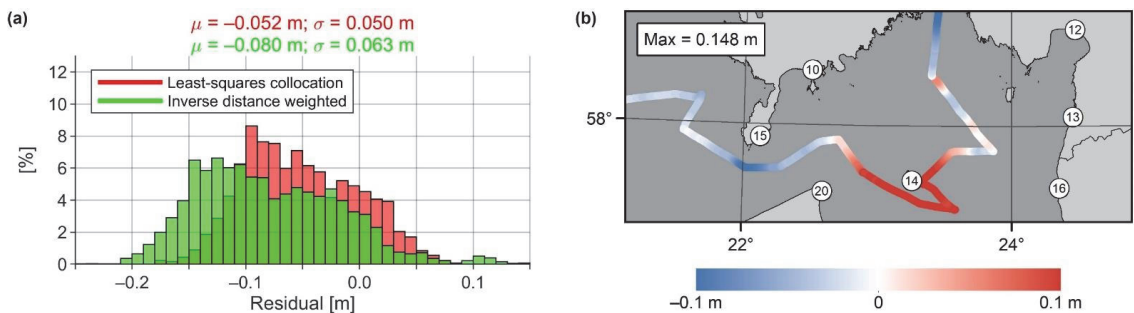 (a)
μ = –0.052 m; σ = 0.050 m
μ = –0.080 m; σ = 0.063 m
Least-squares collocation
Inverse distance weighted
12
10
8
6
4
2
0
[%]
–0.2
–0.1
0.0
0.1
Residual [m]
(b)
Max = 0.148 m
12
10
58°
13
15
14
20
16
22°
24°
–0.1 m
0
0.1 m